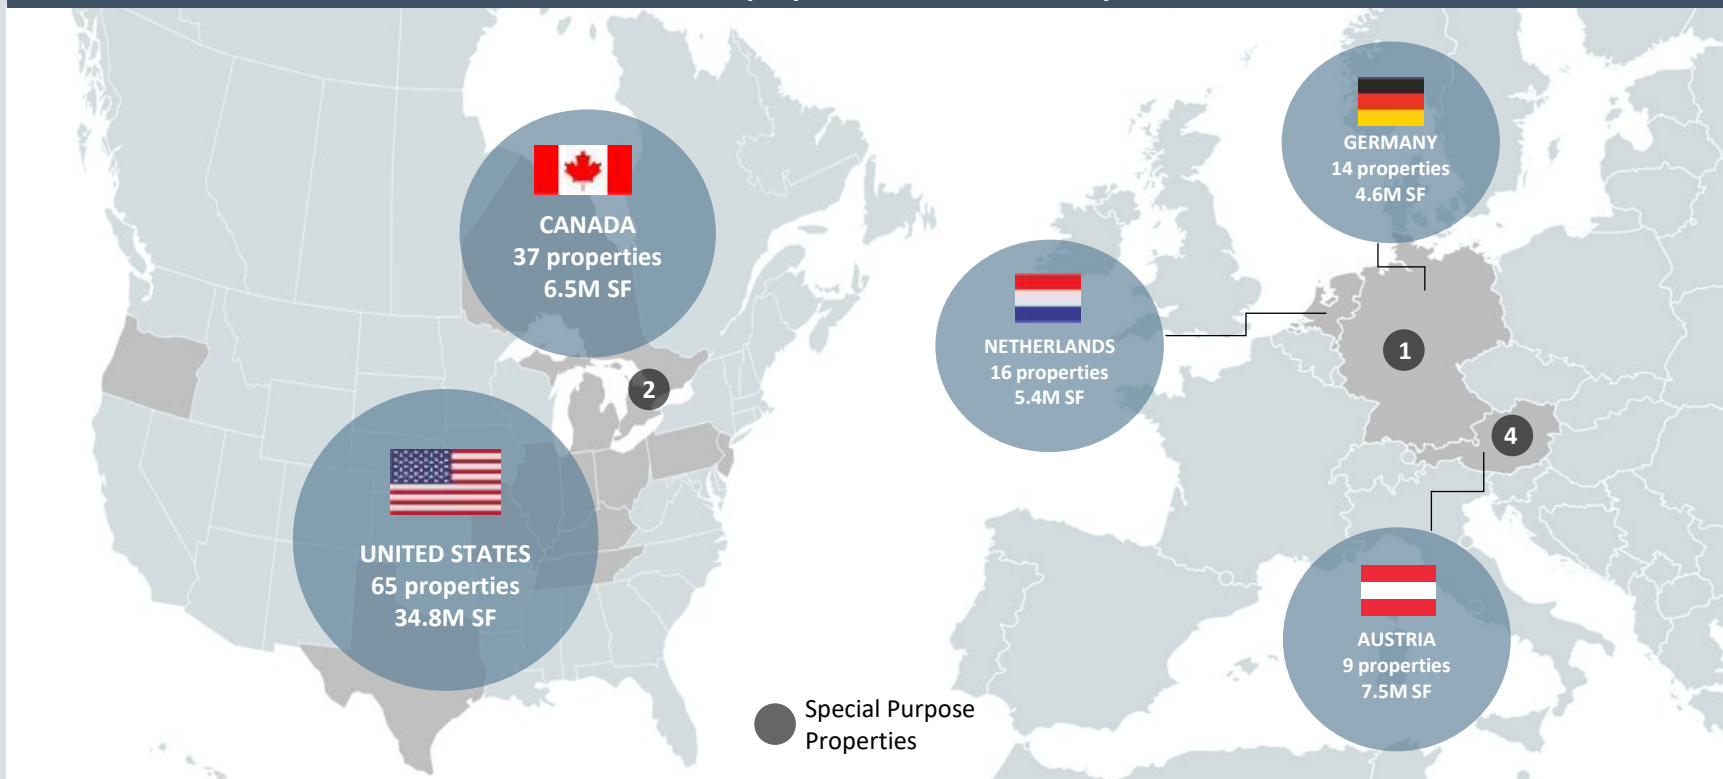 CANADA
37 properties
6.5M SF
2
UNITED STATES
65 properties
34.8M SF
GERMANY
14 properties
4.6M SF
NETHERLANDS
16 properties
5.4M SF
1
4
AUSTRIA
9 properties
7.5M SF
Special Purpose
Properties